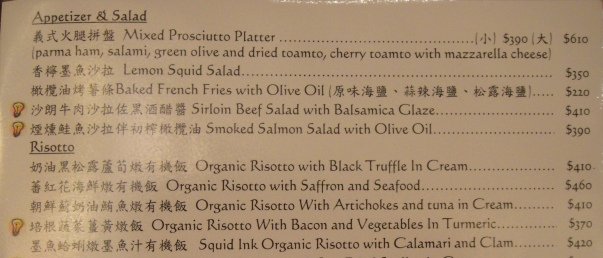 Appetizer & Salad
義式火腿拼盤 Mixed Prosciutto Platter (小) $390 (大) $610
(parma ham, salami, green olive and dried toamto, cherry toamto with mazzarella cheese)
香檸墨魚沙拉 Lemon Squid Salad $350
橄欖油烤薯條Baked French Fries with Olive Oil (原味海鹽、蒜辣海鹽、松露海鹽) $220
沙朗牛肉沙拉佐黑酒醋醬 Sirloin Beef Salad with Balsamica Glaze $410
煙燻鮭魚沙拉伴初榨橄欖油 Smoked Salmon Salad with Olive Oil $390
Risotto
奶油黑松露蘆荀燉有機飯 Organic Risotto with Black Truffle In Cream $410
蕃紅花海鮮燉有機飯 Organic Risotto with Saffron and Seafood $460
朝鮮薊奶油鮪魚燉有機飯 Organic Risotto With Artichokes and tuna in Cream $410
培根蔬菜薑黃燉飯 Organic Risotto With Bacon and Vegetables In Turmeric $370
墨魚蛤蜊燉墨魚汁有機飯 Squid Ink Organic Risotto with Calamari and Clam $420